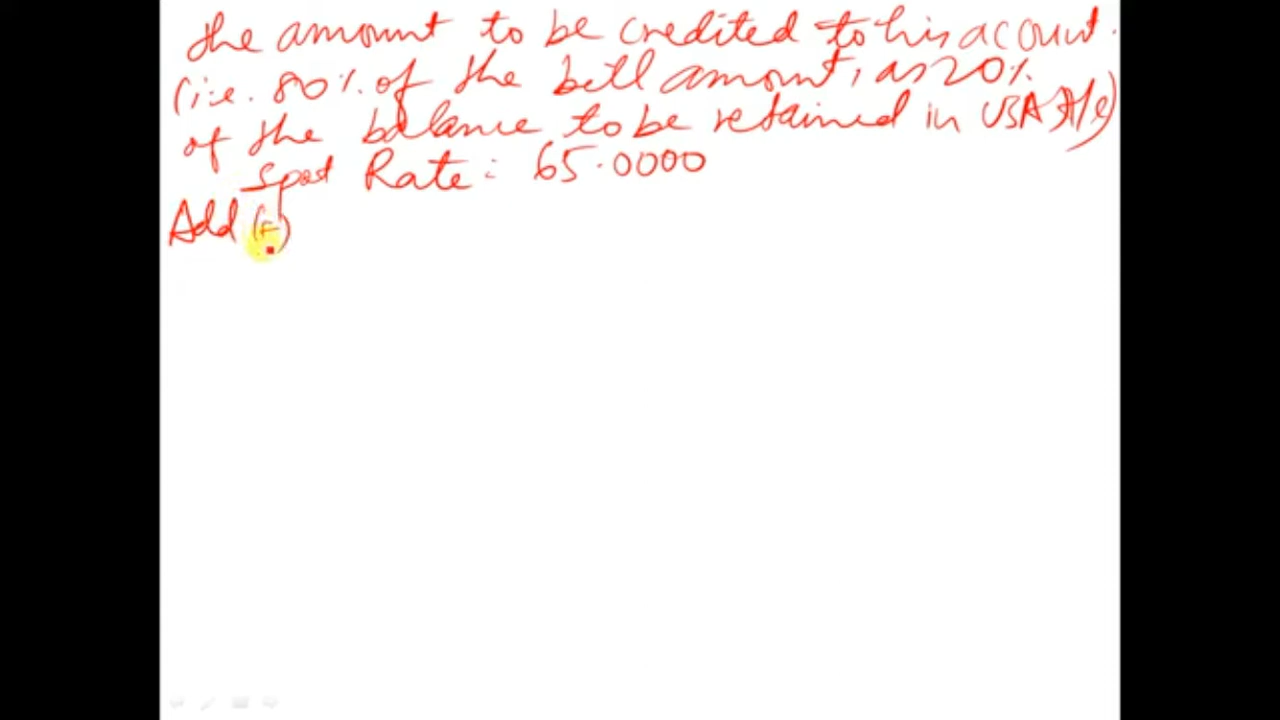 the amount to be credited to his account.
(i.e. 80% of the bill amount, as 20%
of the balance to be retained in USA A/c)
Spot Rate: 65.0000
Add (F)